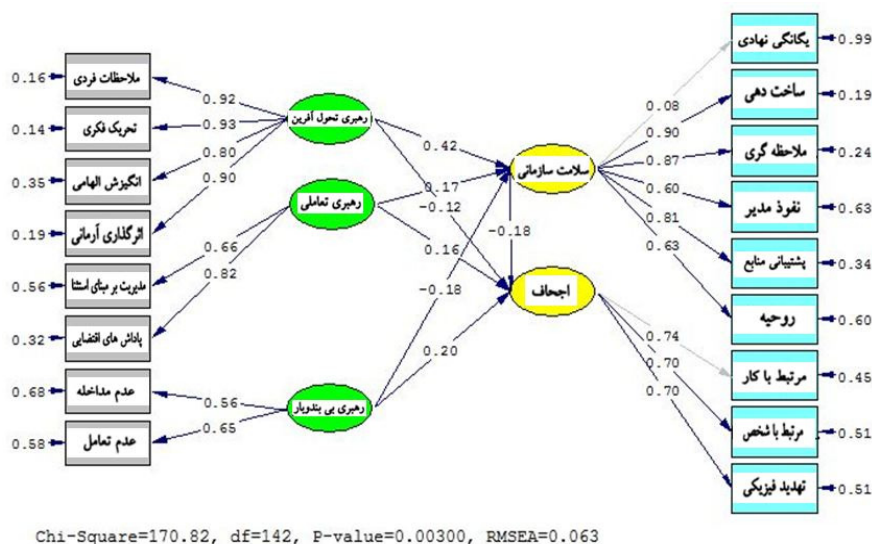 0.16
ملاحظات فردی
0.14
تحریک فکری
0.35
انگیزش الهامی
0.19
اثرگذاری آرمانی
0.56
مدیریت بر مبنای استثنا
0.32
پاداش های اقتضایی
0.68
عدم مداخله
0.58
عدم تعامل
0.92
0.93
0.80
0.90
0.66
0.82
0.56
0.65
رهبری تحول آفرین
رهبری تعاملی
رهبری بی بندوبار
0.42
0.17
-0.12
0.16
-0.18
-0.18
0.20
سلامت سازمانی
اجحاف
0.08
0.90
0.87
0.60
0.81
0.63
0.74
0.70
0.70
یگانگی نهادی
0.99
ساخت دهی
0.19
ملاحظه گری
0.24
نفوذ مدیر
0.63
پشتیبانی منابع
0.34
روحیه
0.60
مرتبط با کار
0.45
مرتبط با شخص
0.51
تهدید فیزیکی
0.51
Chi-Square=170.82, df=142, P-value=0.00300, RMSEA=0.063